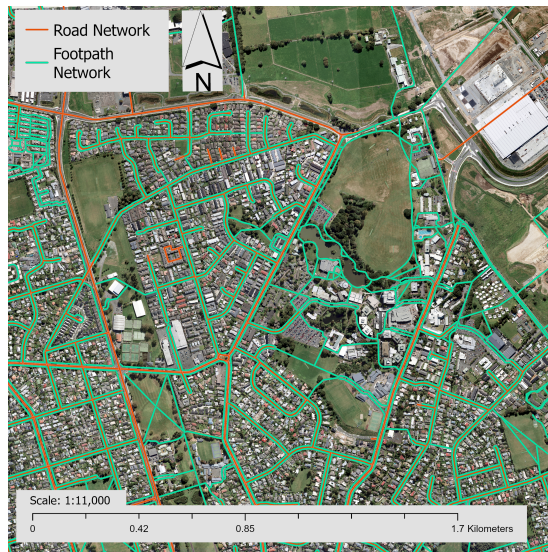 Road Network
Footpath
Network
N
Scale: 1:11,000
0
0.42
0.85
1.7 Kilometers